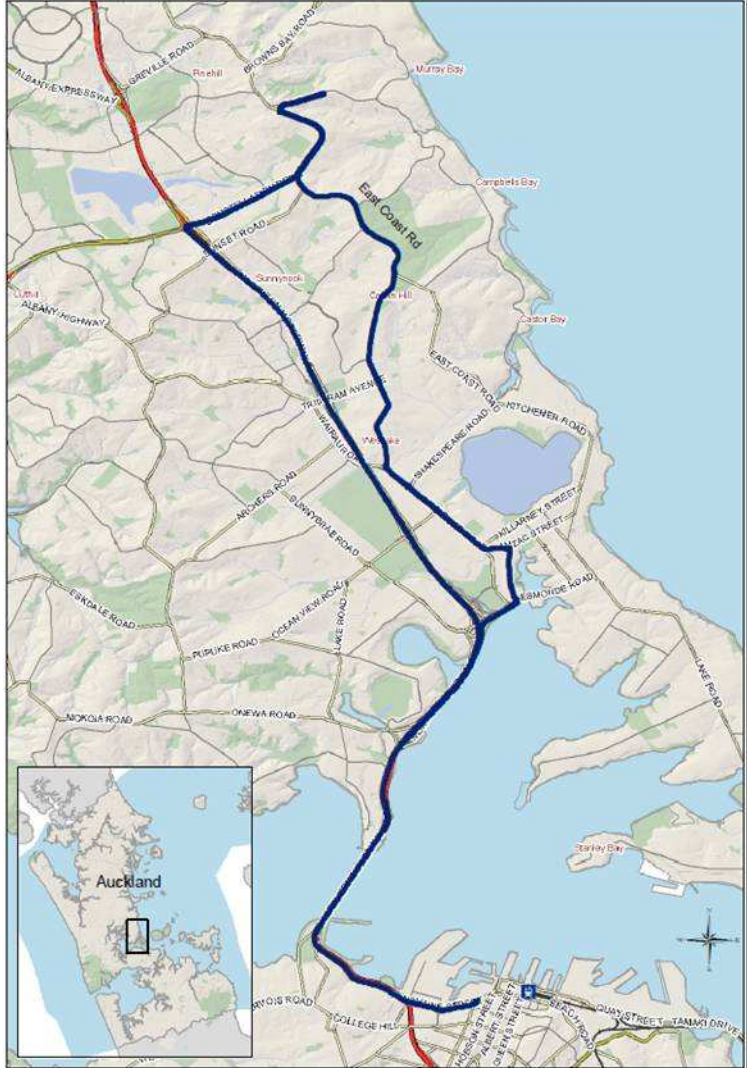 BROWNS BAY ROAD
GREVILLE ROAD
Pinehill
Murray Bay
ALBANY EXPRESSWAY
Campbells Bay
East Coast Rd
SUNSET ROAD
Sunnynook
ALBANY HIGHWAY
Castor Bay
EAST COAST ROAD
TRISTRAM AVENUE
KITCHENER ROAD
SHAKESPEARE ROAD
ARCHERS ROAD
SUNNYBRAE ROAD
KILLARNEY STREET
ANZAC STREET
ESMONDE ROAD
ESKDALE ROAD
OCEAN VIEW ROAD
LAKE ROAD
PUPUKE ROAD
LAKE ROAD
MOKOIA ROAD
ONEWA ROAD
Stanley Bay
Auckland
COLLEGE HILL
HOBSON STREET
ALBERT STREET
QUEEN STREET
BEACH ROAD
QUAY STREET
TAMAKI DRIVE